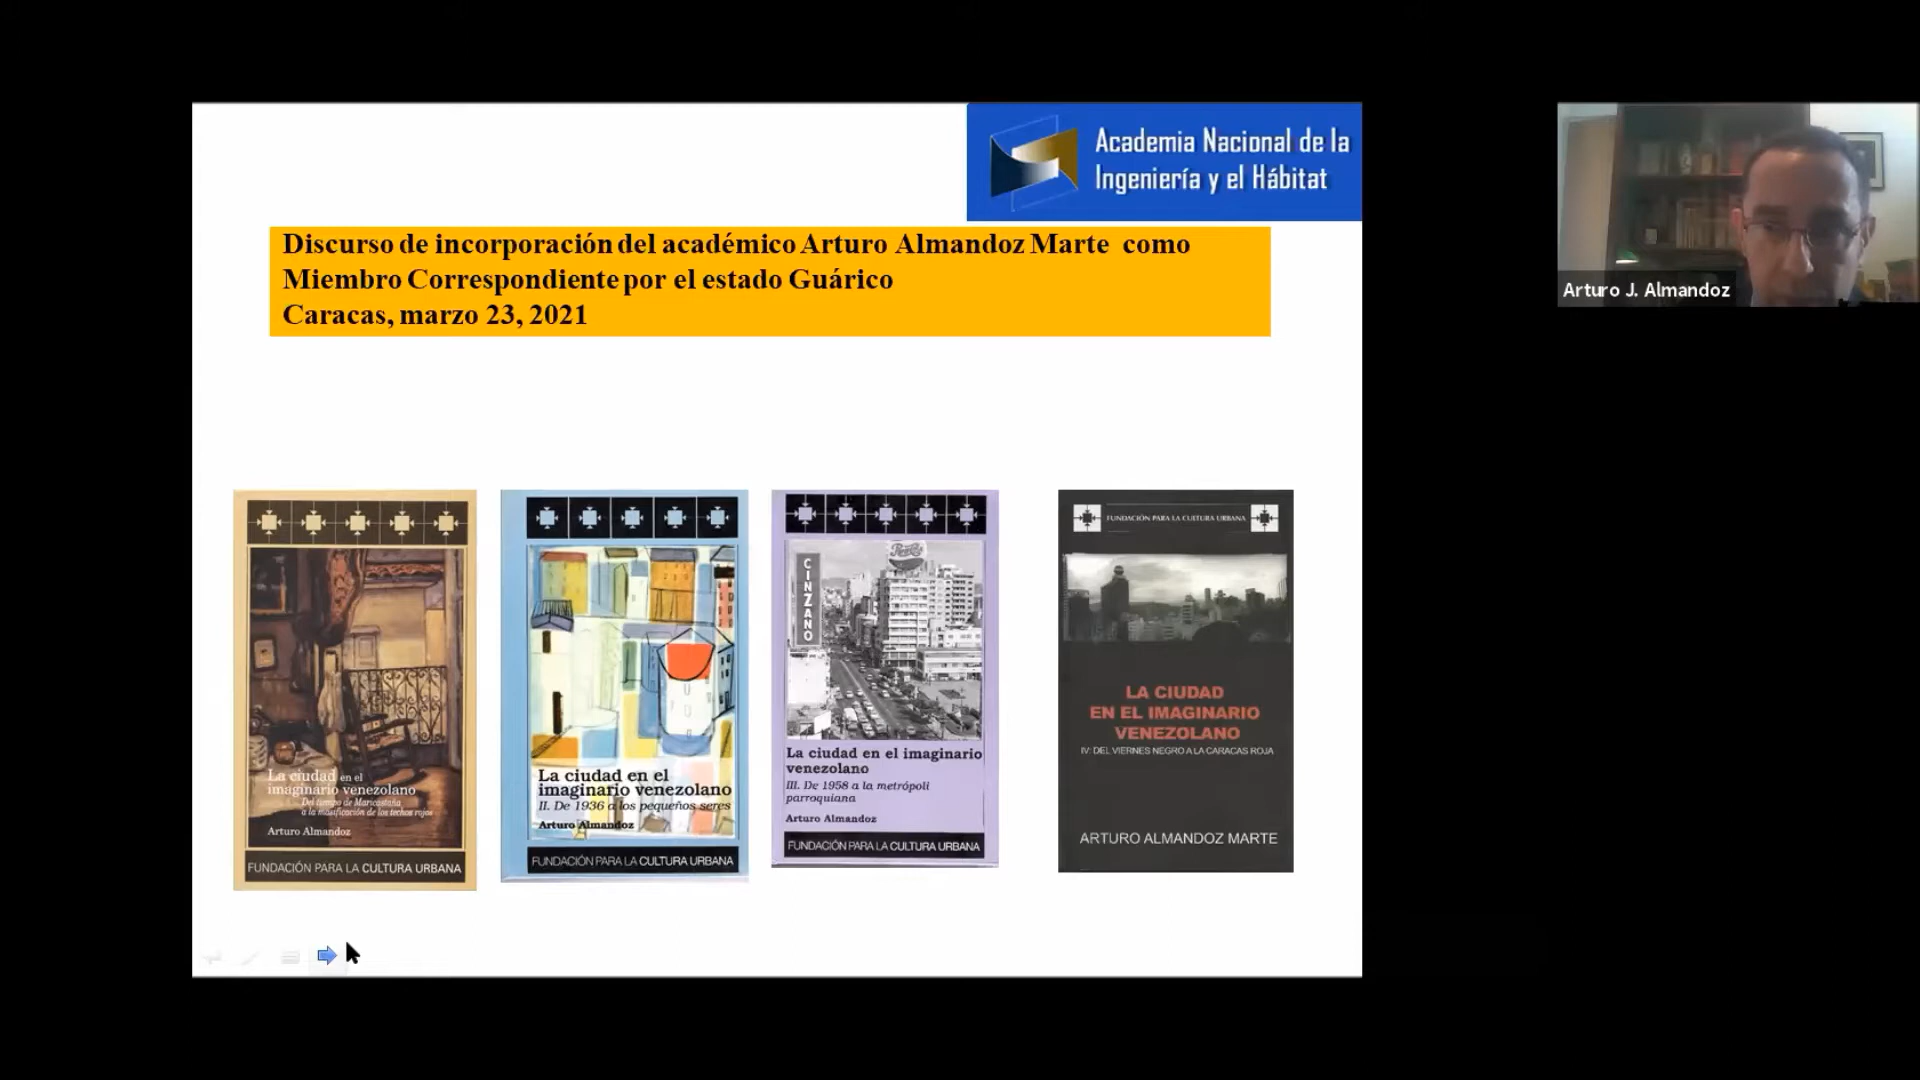 Academia Nacional de la
Ingeniería y el Hábitat
Discurso de incorporación del académico Arturo Almandoz Marte como
Miembro Correspondiente por el estado Guárico
Caracas, marzo 23, 2021
Arturo J. Almandoz
La ciudad en el
imaginario venezolano
Del tiempo de Maricastaña
a la masificación de los techos rojos
Arturo Almandoz
FUNDACIÓN PARA LA CULTURA URBANA
La ciudad en el
imaginario venezolano
II. De 1936 a los pequeños seres
Arturo Almandoz
FUNDACIÓN PARA LA CULTURA URBANA
CINZANO
La ciudad en el imaginario
venezolano
III. De 1958 a la metrópoli
parroquiana
Arturo Almandoz
FUNDACIÓN PARA LA CULTURA URBANA
FUNDACIÓN PARA LA CULTURA URBANA
LA CIUDAD
EN EL IMAGINARIO
VENEZOLANO
IV: DEL VIERNES NEGRO A LA CARACAS ROJA
ARTURO ALMANDOZ MARTE